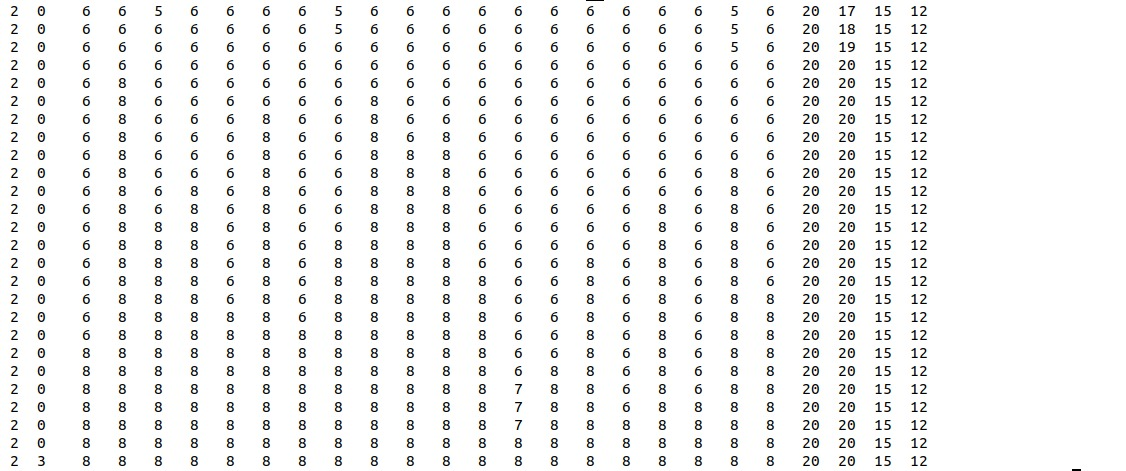 2 0 6 6 5 6 6 6 6 5 6 6 6 6 6 6 6 6 6 6 5 6 20 17 15 12
2 0 6 6 6 6 6 6 6 5 6 6 6 6 6 6 6 6 6 6 5 6 20 18 15 12
2 0 6 6 6 6 6 6 6 6 6 6 6 6 6 6 6 6 6 6 5 6 20 19 15 12
2 0 6 6 6 6 6 6 6 6 6 6 6 6 6 6 6 6 6 6 6 6 20 20 15 12
2 0 6 8 6 6 6 6 6 6 6 6 6 6 6 6 6 6 6 6 6 6 20 20 15 12
2 0 6 8 6 6 6 6 6 6 8 6 6 6 6 6 6 6 6 6 6 6 20 20 15 12
2 0 6 8 6 6 6 8 6 6 8 6 6 6 6 6 6 6 6 6 6 6 20 20 15 12
2 0 6 8 6 6 6 8 6 6 8 6 8 6 6 6 6 6 6 6 6 6 20 20 15 12
2 0 6 8 6 6 6 8 6 6 8 8 8 6 6 6 6 6 6 6 6 6 20 20 15 12
2 0 6 8 6 6 6 8 6 6 8 8 8 6 6 6 6 6 6 6 8 6 20 20 15 12
2 0 6 8 6 8 6 8 6 6 8 8 8 6 6 6 6 6 6 6 8 6 20 20 15 12
2 0 6 8 6 8 6 8 6 6 8 8 8 6 6 6 6 6 8 6 8 6 20 20 15 12
2 0 6 8 8 8 6 8 6 6 8 8 8 6 6 6 6 6 8 6 8 6 20 20 15 12
2 0 6 8 8 8 6 8 6 8 8 8 8 6 6 6 6 6 8 6 8 6 20 20 15 12
2 0 6 8 8 8 6 8 6 8 8 8 8 6 6 6 8 6 8 6 8 6 20 20 15 12
2 0 6 8 8 8 6 8 6 8 8 8 8 8 6 6 8 6 8 6 8 6 20 20 15 12
2 0 6 8 8 8 6 8 6 8 8 8 8 8 6 6 8 6 8 6 8 8 20 20 15 12
2 0 6 8 8 8 8 8 6 8 8 8 8 8 6 6 8 6 8 6 8 8 20 20 15 12
2 0 6 8 8 8 8 8 8 8 8 8 8 8 6 6 8 6 8 6 8 8 20 20 15 12
2 0 8 8 8 8 8 8 8 8 8 8 8 8 6 6 8 6 8 6 8 8 20 20 15 12
2 0 8 8 8 8 8 8 8 8 8 8 8 8 6 8 8 6 8 6 8 8 20 20 15 12
2 0 8 8 8 8 8 8 8 8 8 8 8 8 7 8 8 6 8 6 8 8 20 20 15 12
2 0 8 8 8 8 8 8 8 8 8 8 8 8 7 8 8 6 8 8 8 8 20 20 15 12
2 0 8 8 8 8 8 8 8 8 8 8 8 8 7 8 8 8 8 8 8 8 20 20 15 12
2 0 8 8 8 8 8 8 8 8 8 8 8 8 8 8 8 8 8 8 8 8 20 20 15 12
2 3 8 8 8 8 8 8 8 8 8 8 8 8 8 8 8 8 8 8 8 8 20 20 15 12